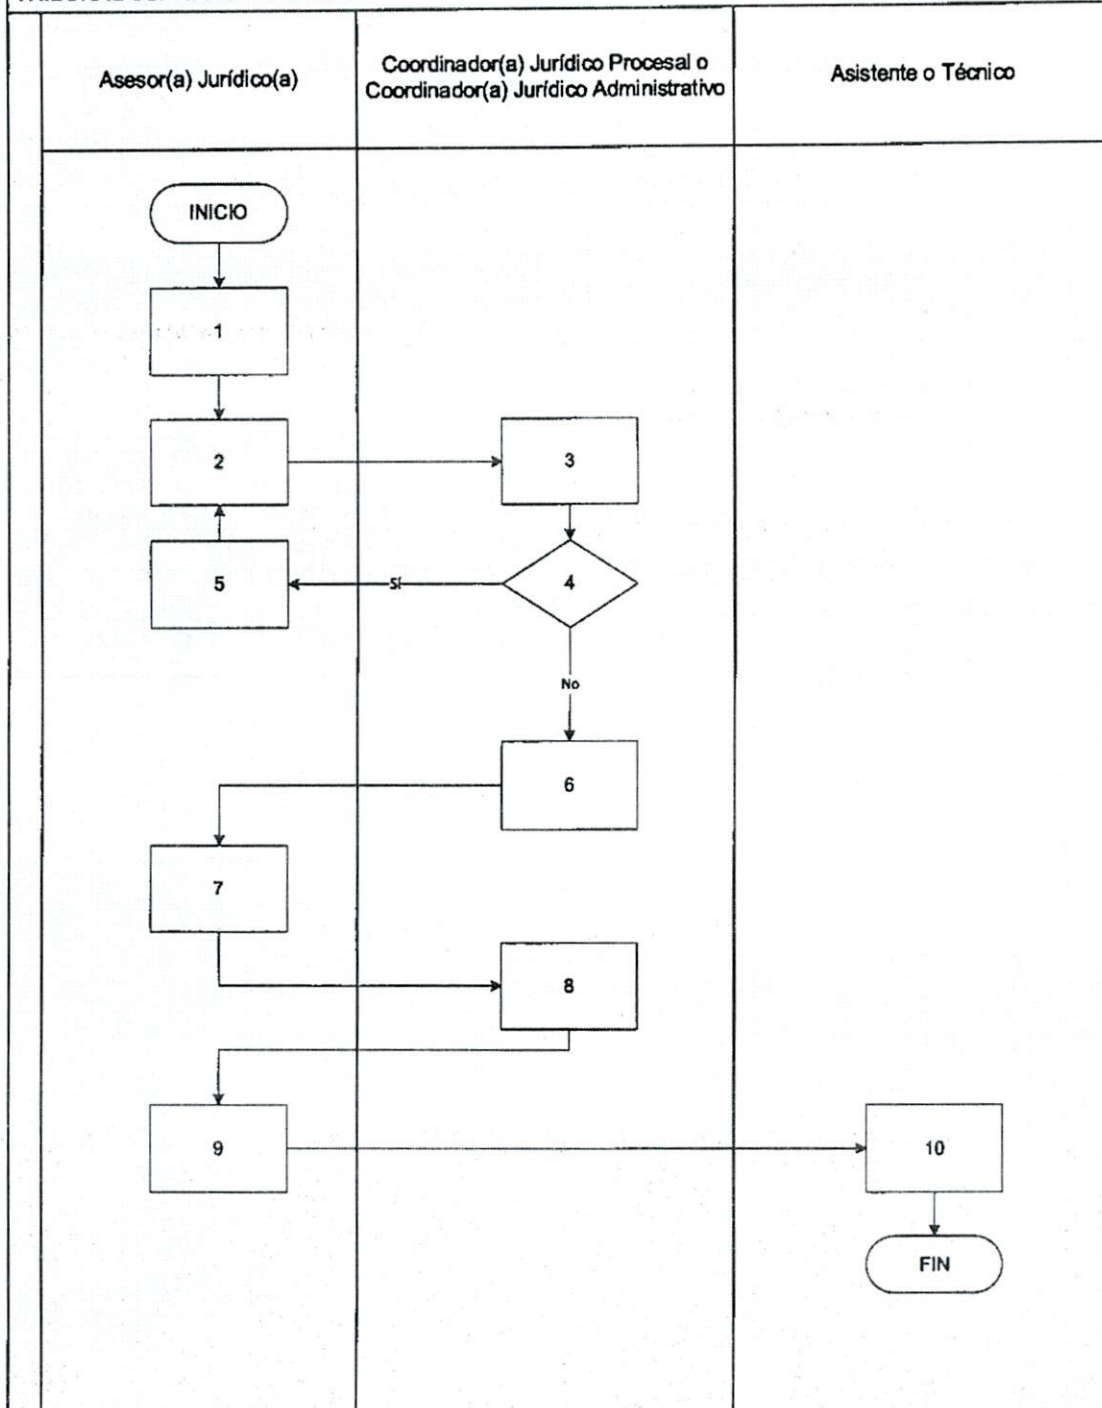 Asesor(a) Jurídico(a)
Coordinador(a) Jurídico Procesal o
Coordinador(a) Jurídico Administrativo
Asistente o Técnico
INICIO
1
2
3
5
Sí
4
No
6
7
8
9
10
FIN